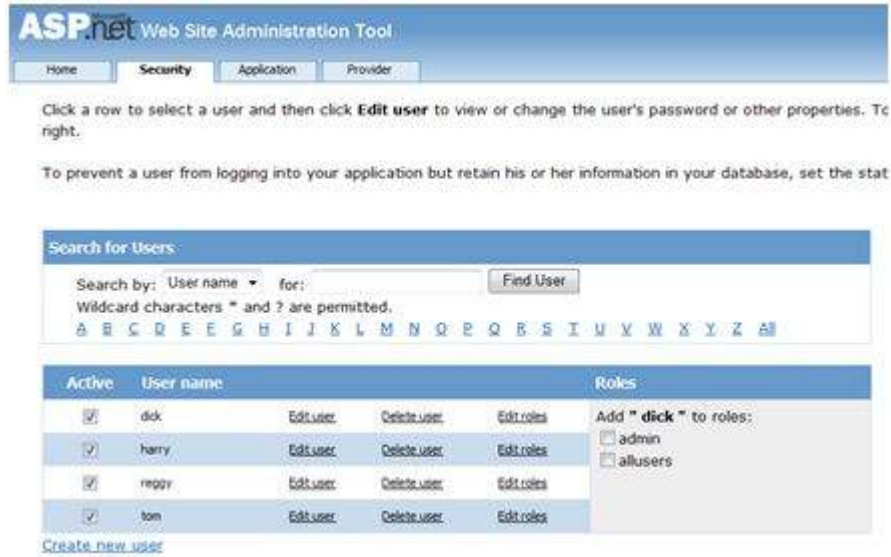 ASP.net Web Site Administration Tool
Home Security Application Provider
Click a row to select a user and then click Edit user to view or change the user's password or other properties. To
right.
To prevent a user from logging into your application but retain his or her information in your database, set the stat
Search for Users
Search by: User name for: Find User
Wildcard characters * and ? are permitted.
A B C D E F G H I J K L M N O P Q R S T U V W X Y Z All
Active User name Roles
dick Edit user Delete user Edit roles Add " dick " to roles:
admin
harry Edit user Delete user Edit roles
allusers
reggy Edit user Delete user Edit roles
tom Edit user Delete user Edit roles
Create new user